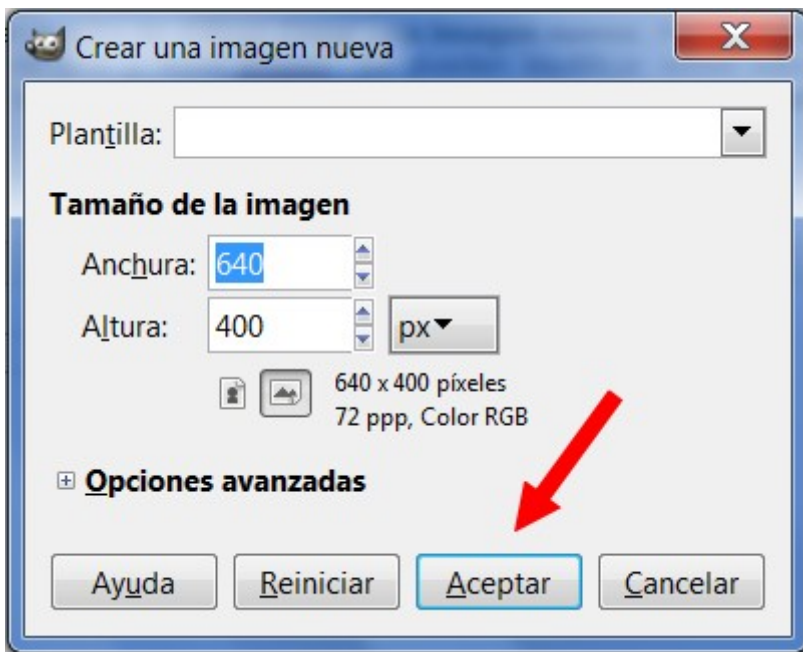 Crear una imagen nueva
Plantilla:
Tamaño de la imagen
Anchura: 640
Altura: 400 px
640 x 400 píxeles
72 ppp, Color RGB
Opciones avanzadas
Ayuda Reiniciar Aceptar Cancelar